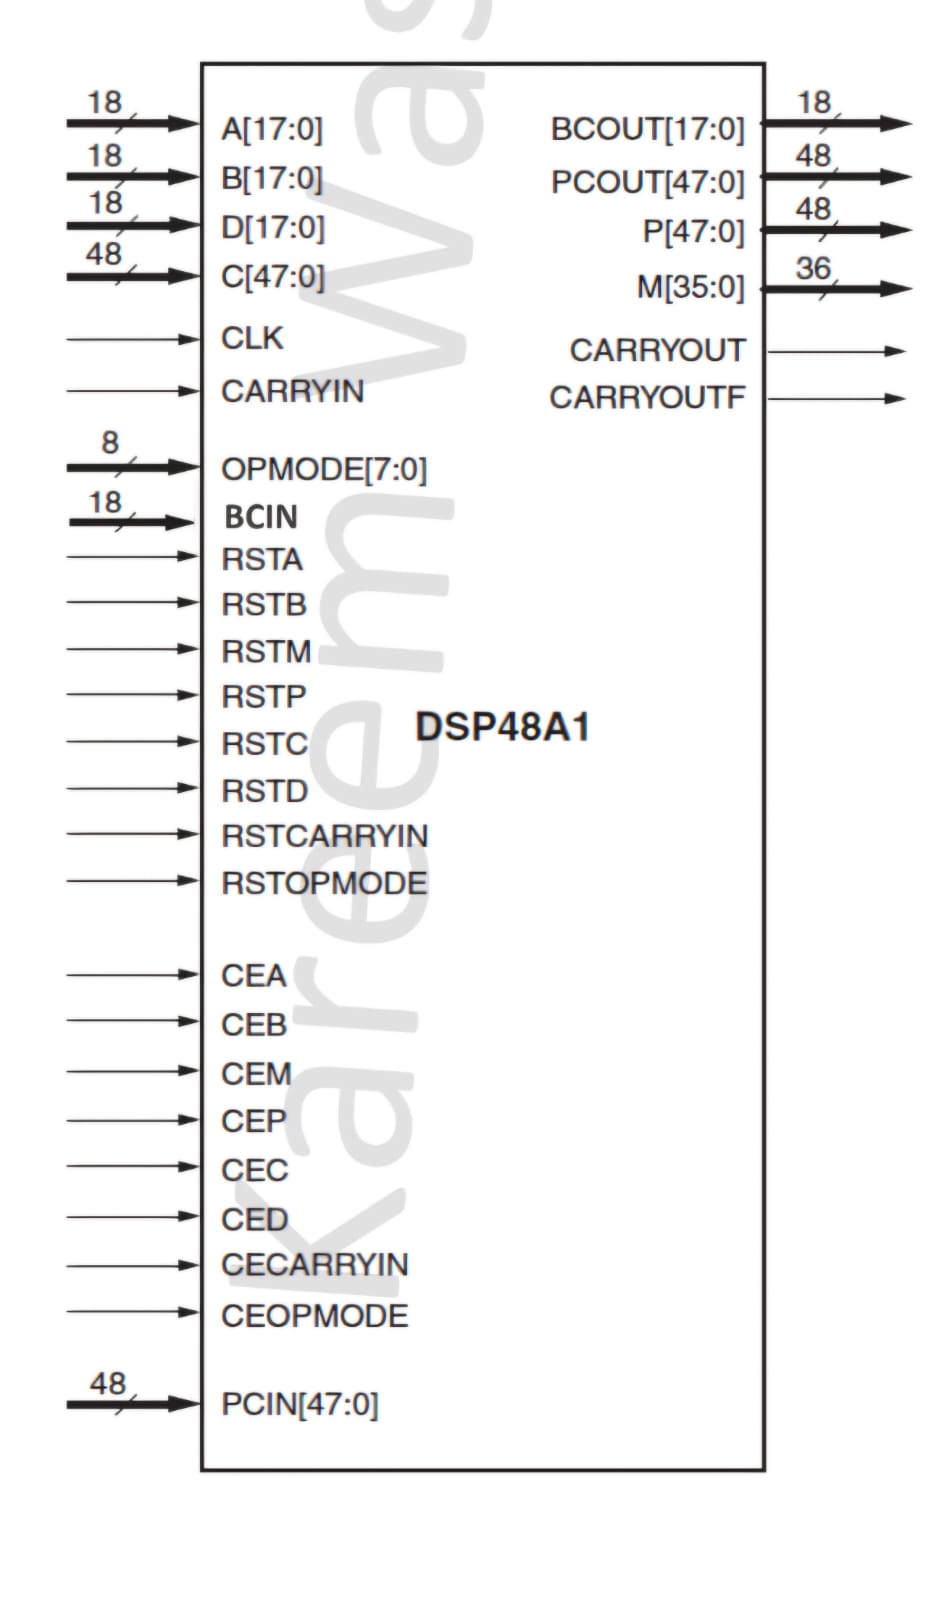 18 A[17:0]
18 B[17:0]
18 D[17:0]
48 C[47:0]
CLK
CARRYIN
8 OPMODE[7:0]
18 BCIN
RSTA
RSTB
RSTM
RSTP
RSTC
RSTD
RSTCARRYIN
RSTOPMODE
CEA
CEB
CEM
CEP
CEC
CED
CECARRYIN
CEOPMODE
48 PCIN[47:0]
DSP48A1
BCOUT[17:0] 18
PCOUT[47:0] 48
P[47:0] 48
M[35:0] 36
CARRYOUT
CARRYOUTF
Kareem